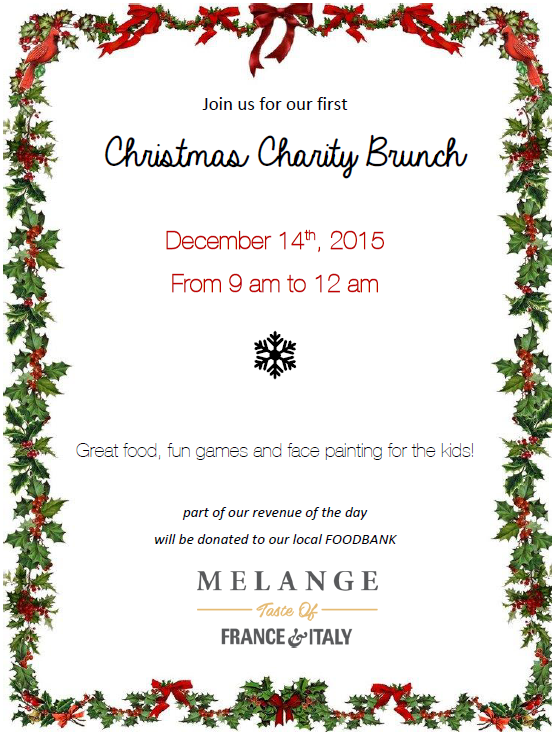 Join us for our first
Christmas Charity Brunch
December 14th, 2015
From 9 am to 12 am
Great food, fun games and face painting for the kids!
part of our revenue of the day
will be donated to our local FOODBANK
MELANGE
Taste Of
FRANCE & ITALY